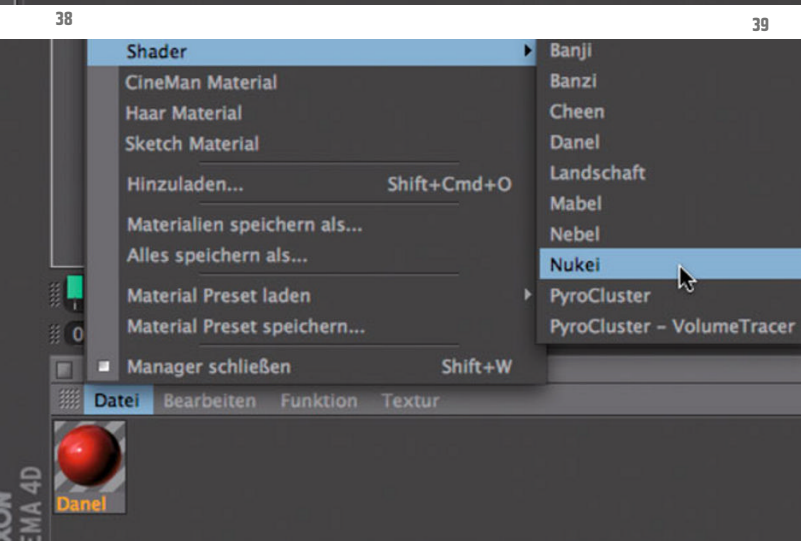 38
39
Shader
CineMan Material
Haar Material
Sketch Material
Hinzuladen... Shift+Cmd+O
Materialien speichern als...
Alles speichern als...
Material Preset laden
Material Preset speichern...
Manager schließen Shift+W
Banji
Banzi
Cheen
Danel
Landschaft
Mabel
Nebel
Nukei
PyroCluster
PyroCluster – VolumeTracer
0
Datei Bearbeiten Funktion Textur
Danel
XON
EMA 4D